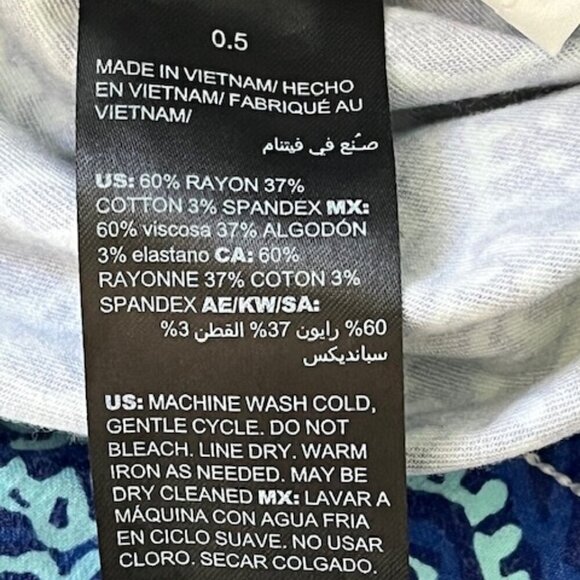 0.5
MADE IN VIETNAM/ HECHO
EN VIETNAM/ FABRIQUÉ AU
VIETNAM/
صنع في فيتنام
US: 60% RAYON 37%
COTTON 3% SPANDEX MX:
60% viscosa 37% ALGODÓN
3% elastano CA: 60%
RAYONNE 37% COTON 3%
SPANDEX AE/KW/SA:
60% رايون 37% القطن 3%
سبانديكس
US: MACHINE WASH COLD,
GENTLE CYCLE. DO NOT
BLEACH. LINE DRY. WARM
IRON AS NEEDED. MAY BE
DRY CLEANED MX: LAVAR A
MÁQUINA CON AGUA FRIA
EN CICLO SUAVE. NO USAR
CLORO. SECAR COLGADO.